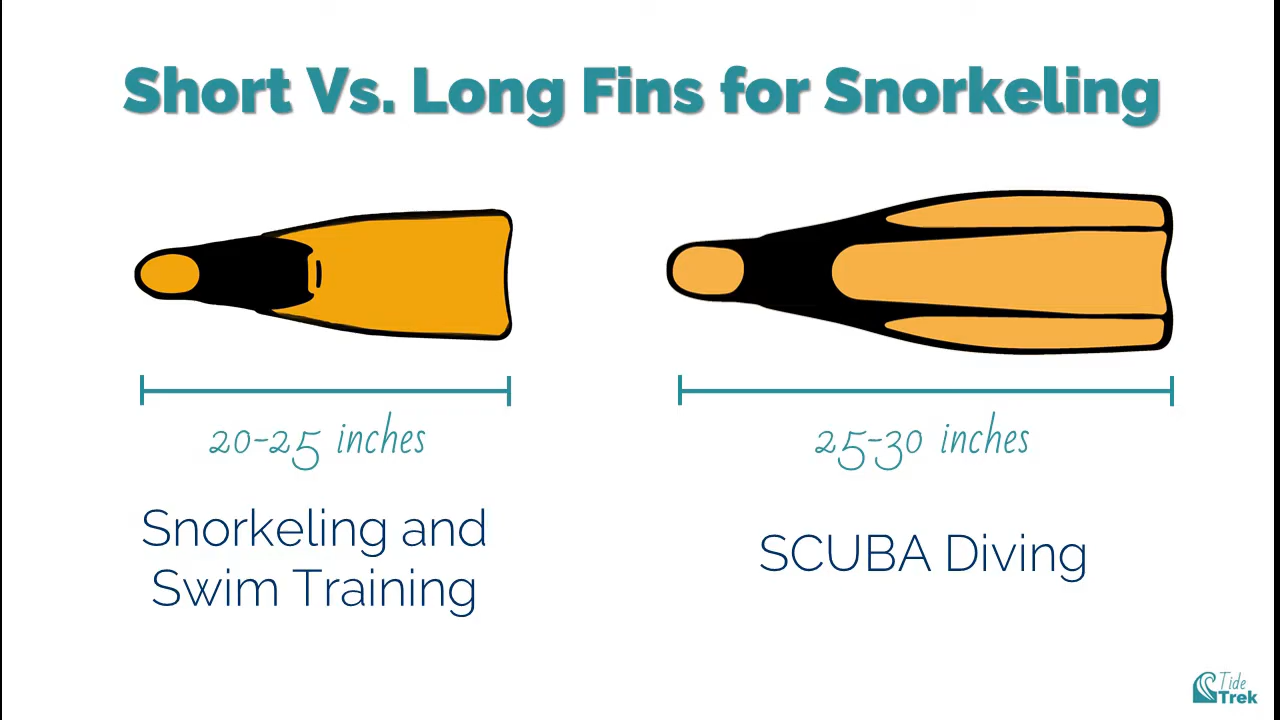 Short Vs. Long Fins for Snorkeling
20-25 inches
25-30 inches
Snorkeling and
Swim Training
SCUBA Diving
Tide
Trek